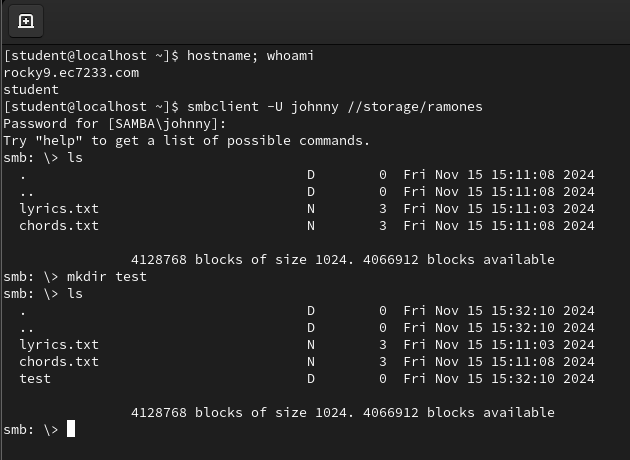 [student@localhost ~]$ hostname; whoami
rocky9.ec7233.com
student
[student@localhost ~]$ smbclient -U johnny //storage/ramones
Password for [SAMBA\johnny]:
Try "help" to get a list of possible commands.
smb: \> ls
  .                                   D        0  Fri Nov 15 15:11:08 2024
  ..                                  D        0  Fri Nov 15 15:11:08 2024
  lyrics.txt                          N        3  Fri Nov 15 15:11:03 2024
  chords.txt                          N        3  Fri Nov 15 15:11:08 2024
                4128768 blocks of size 1024. 4066912 blocks available
smb: \> mkdir test
smb: \> ls
  .                                   D        0  Fri Nov 15 15:32:10 2024
  ..                                  D        0  Fri Nov 15 15:32:10 2024
  lyrics.txt                          N        3  Fri Nov 15 15:11:03 2024
  chords.txt                          N        3  Fri Nov 15 15:11:08 2024
  test                                D        0  Fri Nov 15 15:32:10 2024
                4128768 blocks of size 1024. 4066912 blocks available
smb: \>